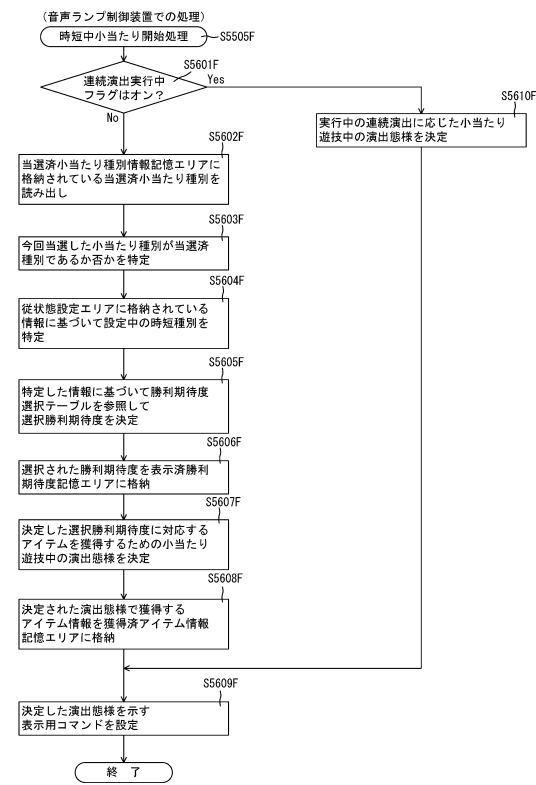 （音声ランプ制御装置での処理）
時短中小当たり開始処理
S5505F
S5601F
連続演出実行中
フラグはオン？
Yes
No
S5610F
実行中の連続演出に応じた小当たり
遊技中の演出態様を決定
S5602F
当選済小当たり種別情報記憶エリアに
格納されている当選済小当たり種別を
読み出し
S5603F
今回当選した小当たり種別が当選済
種別であるか否かを特定
S5604F
従状態設定エリアに格納されている
情報に基づいて設定中の時短種別を
特定
S5605F
特定した情報に基づいて勝利期待度
選択テーブルを参照して
選択勝利期待度を決定
S5606F
選択された勝利期待度を表示済勝利
期待度記憶エリアに格納
S5607F
決定した選択勝利期待度に対応する
アイテムを獲得するための小当たり
遊技中の演出態様を決定
S5608F
決定された演出態様で獲得する
アイテム情報を獲得済アイテム情報
記憶エリアに格納
S5609F
決定した演出態様を示す
表示用コマンドを設定
終 了